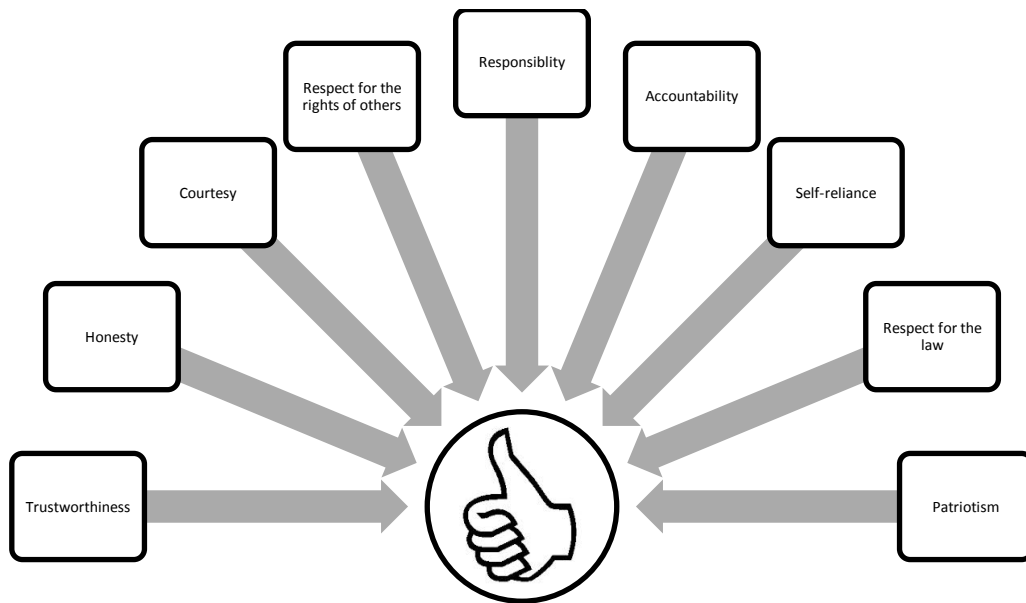 Trustworthiness
Honesty
Courtesy
Respect for the
rights of others
Responsiblity
Accountability
Self-reliance
Respect for the
law
Patriotism